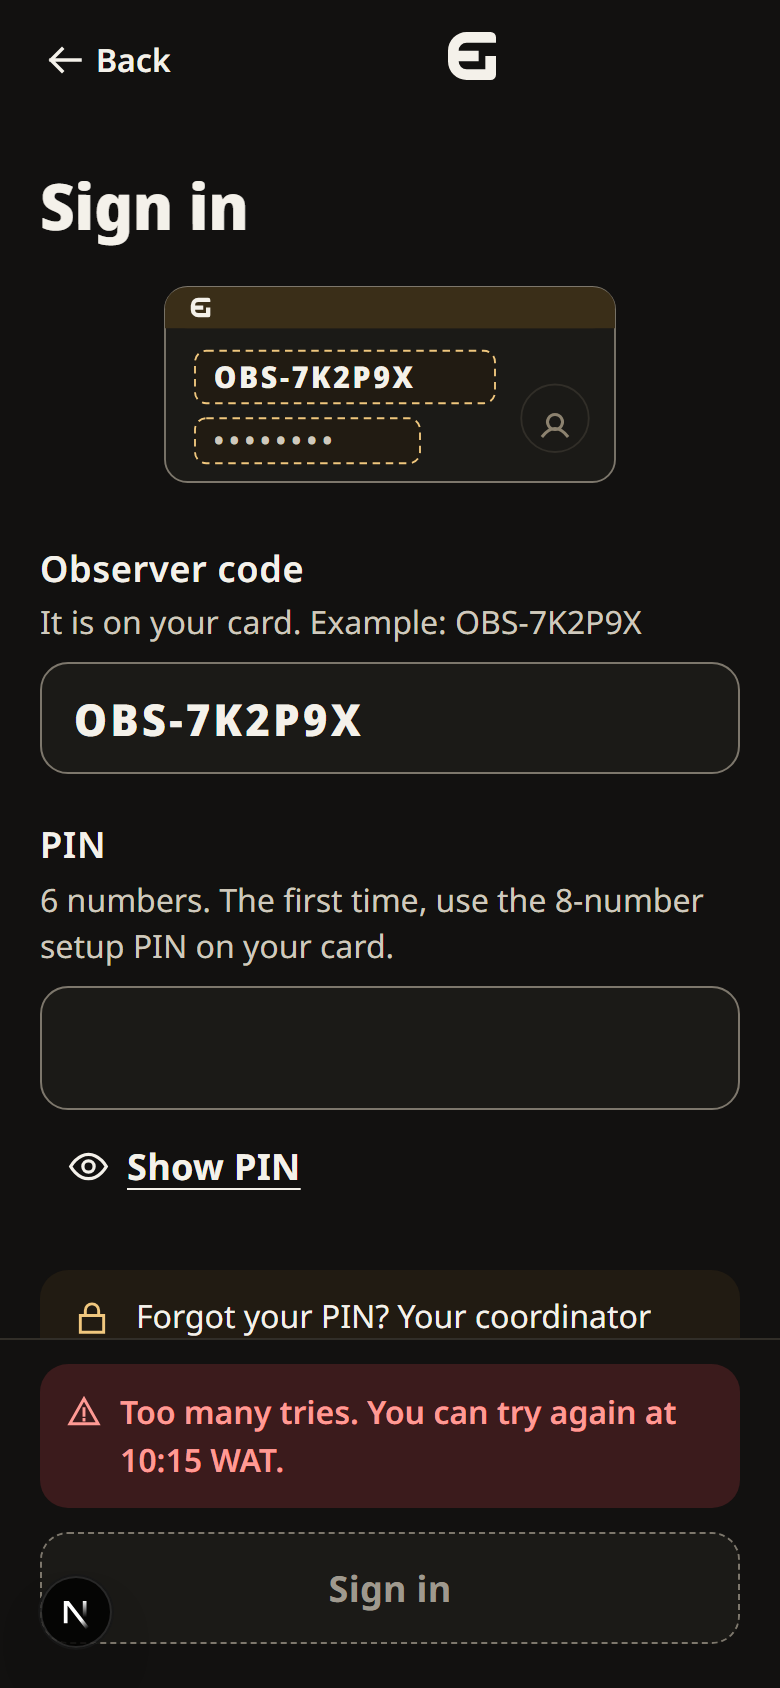 Back
Sign in
OBS-7K2P9X
••••••••
Observer code
It is on your card. Example: OBS-7K2P9X
OBS-7K2P9X
PIN
6 numbers. The first time, use the 8-number
setup PIN on your card.
Show PIN
Forgot your PIN? Your coordinator
Too many tries. You can try again at
10:15 WAT.
Sign in
N